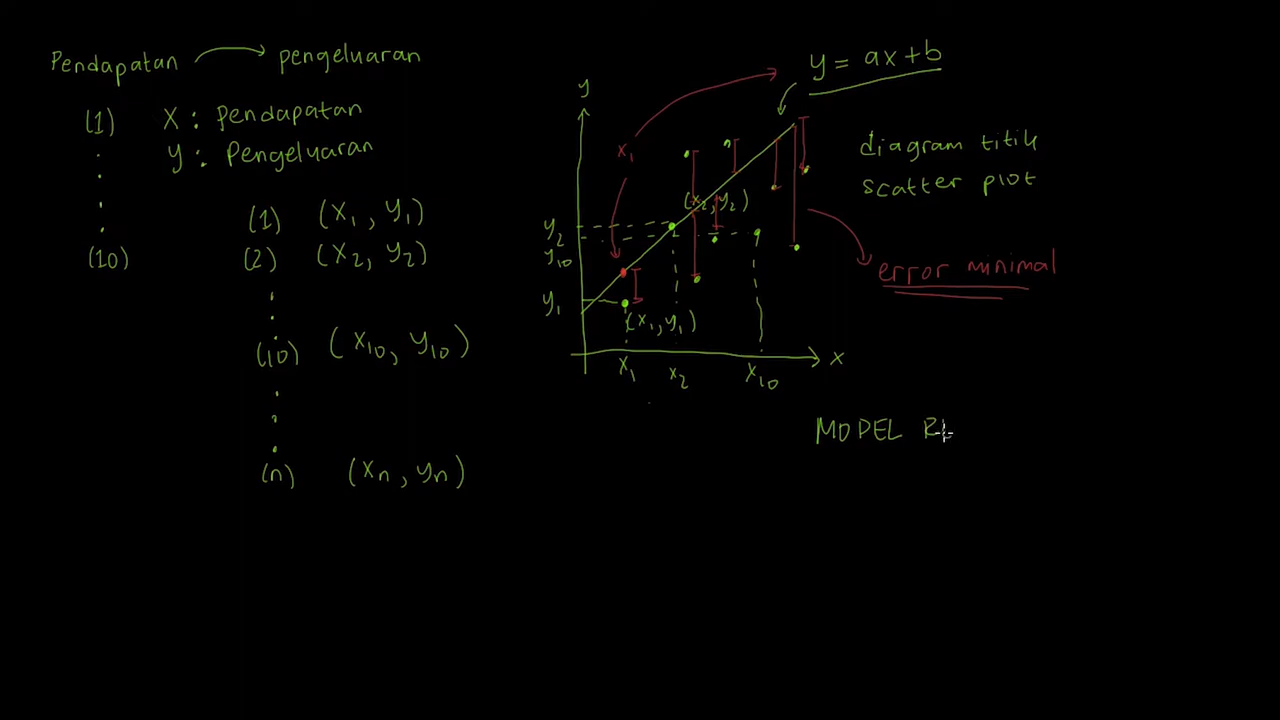 Pendapatan pengeluaran
(1) X : Pendapatan
y : Pengeluaran
(10)
(1) (x1, y1)
(2) (x2, y2)
(10) (x10, y10)
(n) (xn, yn)
y = ax+b
y
x1
(x2, y2)
y2
y10
y1
(x1, y1)
x1 x2 x10
x
diagram titik
scatter plot
error minimal
MODEL RE